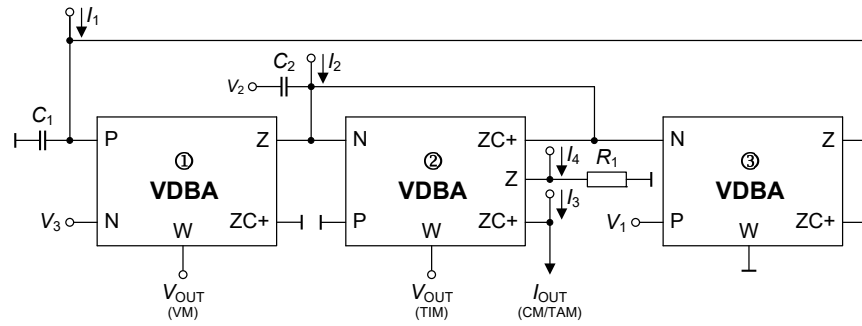 I1
I2
C2
V2
C1
P
Z
N
ZC+
N
Z
①
②
③
I4
R1
VDBA
VDBA
VDBA
Z
I3
V3
N
ZC+
P
ZC+
V1
P
ZC+
W
W
W
VOUT
(VM)
VOUT
(TIM)
IOUT
(CM/TAM)